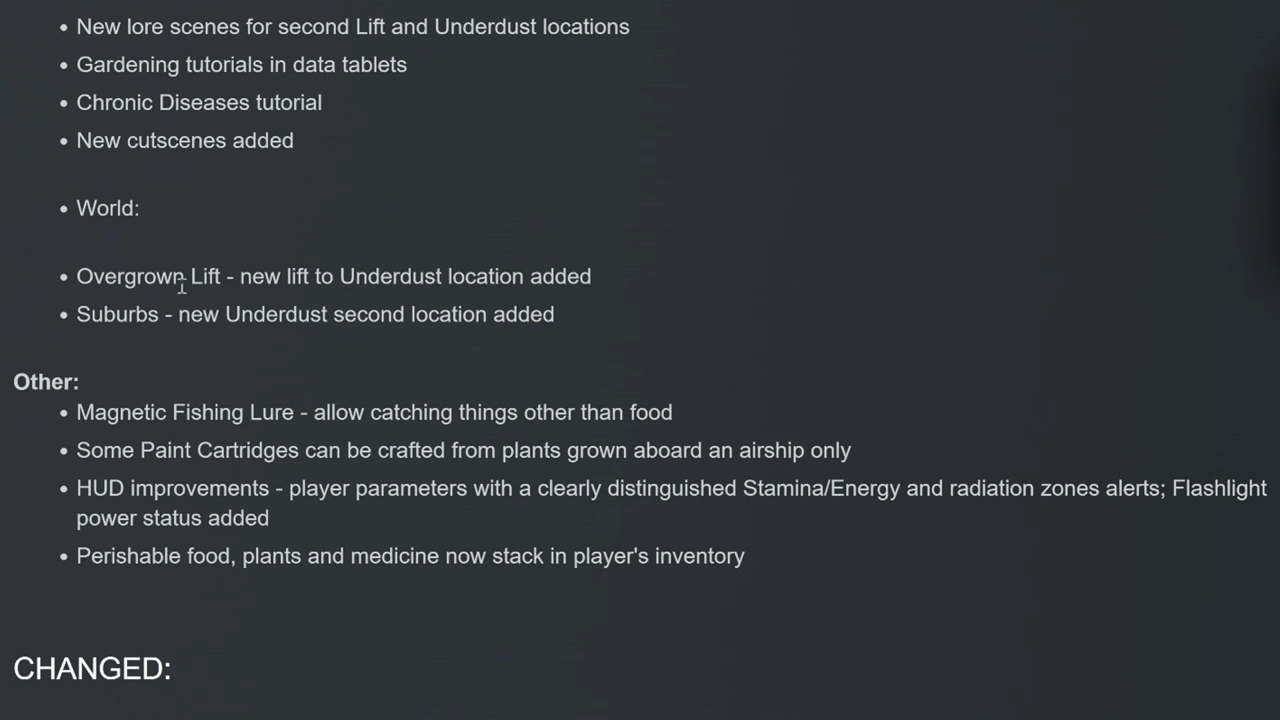 • New lore scenes for second Lift and Underdust locations
• Gardening tutorials in data tablets
• Chronic Diseases tutorial
• New cutscenes added
• World:
• Overgrown Lift - new lift to Underdust location added
• Suburbs - new Underdust second location added
Other:
• Magnetic Fishing Lure - allow catching things other than food
• Some Paint Cartridges can be crafted from plants grown aboard an airship only
• HUD improvements - player parameters with a clearly distinguished Stamina/Energy and radiation zones alerts; Flashlight
power status added
• Perishable food, plants and medicine now stack in player's inventory
CHANGED: